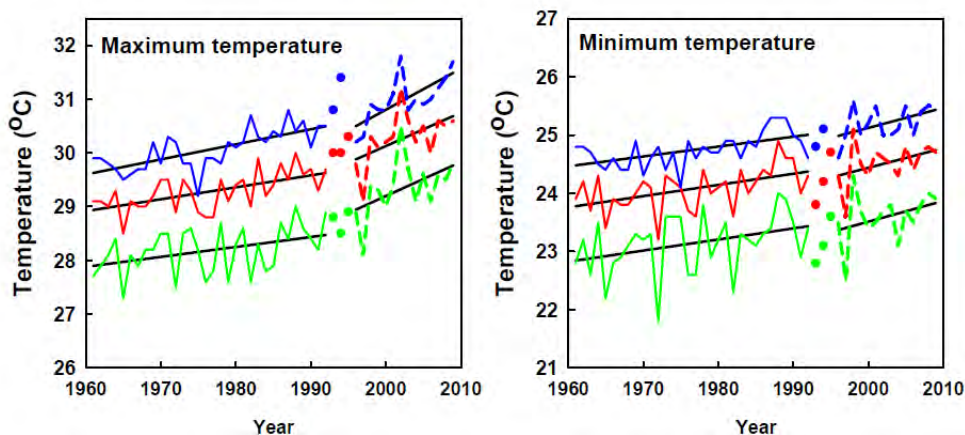 Maximum temperature
Temperature (°C)
32
31
30
29
28
27
26
1960 1970 1980 1990 2000 2010
Year
Minimum temperature
Temperature (°C)
27
26
25
24
23
22
21
1960 1970 1980 1990 2000 2010
Year